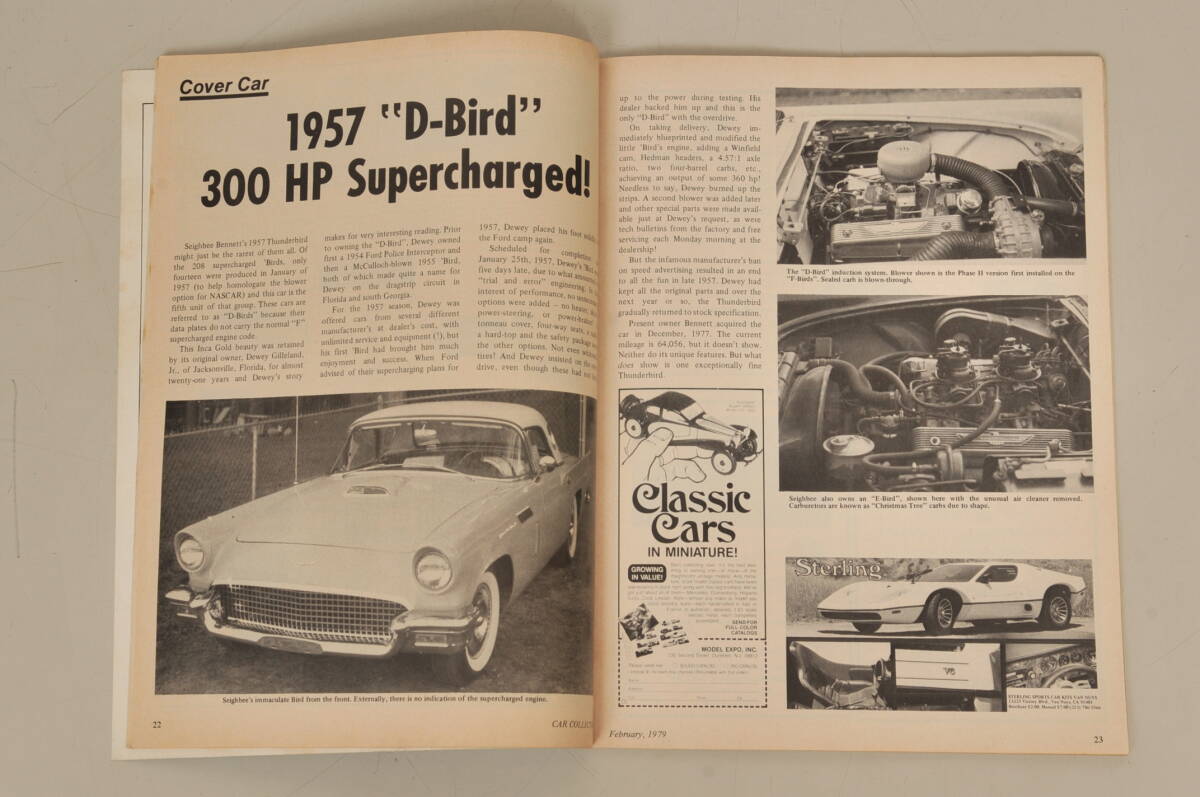 Cover Car
1957 "D-Bird"
300 HP Supercharged!
Seighbee Bennett's 1957 Thunderbird
might just be the rarest of them all. Of
the 208 supercharged 'Birds, only
fourteen were produced in January of
1957 (to help homologate the blower
option for NASCAR) and this car is the
fifth unit of that group. These cars are
referred to as "D-Birds" because their
data plates do not carry the normal "F"
supercharged engine code.
This Inca Gold beauty was retained
by its original owner, Dewey Gilleland,
Jr., of Jacksonville, Florida, for almost
twenty-one years and Dewey's story
makes for very interesting reading. Prior
to owning the "D-Bird", Dewey owned
first a 1954 Ford Police Interceptor and
then a McCulloch-blown 1955 'Bird,
both of which made quite a name for
Dewey on the dragstrip circuit in
Florida and south Georgia.
For the 1957 season, Dewey was
offered cars from several different
manufacturer's at dealer's cost, with
unlimited service and equipment (!), but
his first 'Bird had brought him much
enjoyment and success. When Ford
advised of their supercharging plans for
1957, Dewey placed his foot
the Ford camp again.
Scheduled for completion
January 25th, 1957, Dewey's 'Bird
five days late, due to what
"trial and error" engineering. In
interest of performance, no
options were added – no heater,
power-steering, or power-brakes!
tonneau cover, four-way seats,
a hard-top and the safety package
the other options. Not even
tires! And Dewey insisted on
drive, even though these had not
Seighbee's immaculate Bird from the front. Externally, there is no indication of the supercharged engine.
22
CAR COLLECT
up to the power during testing. His
dealer backed him up and this is the
only "D-Bird" with the overdrive.
On taking delivery, Dewey im-
mediately blueprinted and modified the
little 'Bird's engine, adding a Winfield
cam, Hedman headers, a 4.57:1 axle
ratio, two four-barrel carbs, etc.,
achieving an output of some 360 hp!
Needless to say, Dewey burned up the
strips. A second blower was added later
and other special parts were made avail-
able just at Dewey's request, as were
tech bulletins from the factory and free
servicing each Monday morning at the
dealership!
But the infamous manufacturer's ban
on speed advertising resulted in an end
to all the fun in late 1957. Dewey had
kept all the original parts and over the
next year or so, the Thunderbird
gradually returned to stock specification.
Present owner Bennett acquired the
car in December, 1977. The current
mileage is 64,056, but it doesn't show.
Neither do its unique features. But what
does show is one exceptionally fine
Thunderbird.
Classic
Cars
IN MINIATURE!
GROWING
IN VALUE!
SEND FOR
FULL-COLOR
CATALOGS
MODEL EXPO, INC.
The "D-Bird" induction system. Blower shown is the Phase II version first installed on the
"F-Birds". Sealed carb is blown-through.
Seighbee also owns an "E-Bird", shown here with the unusual air cleaner removed.
Carburetors are known as "Christmas Tree" carbs due to shape.
Sterling
V6
STERLING SPORTS CAR KITS VAN NUYS
February, 1979
23